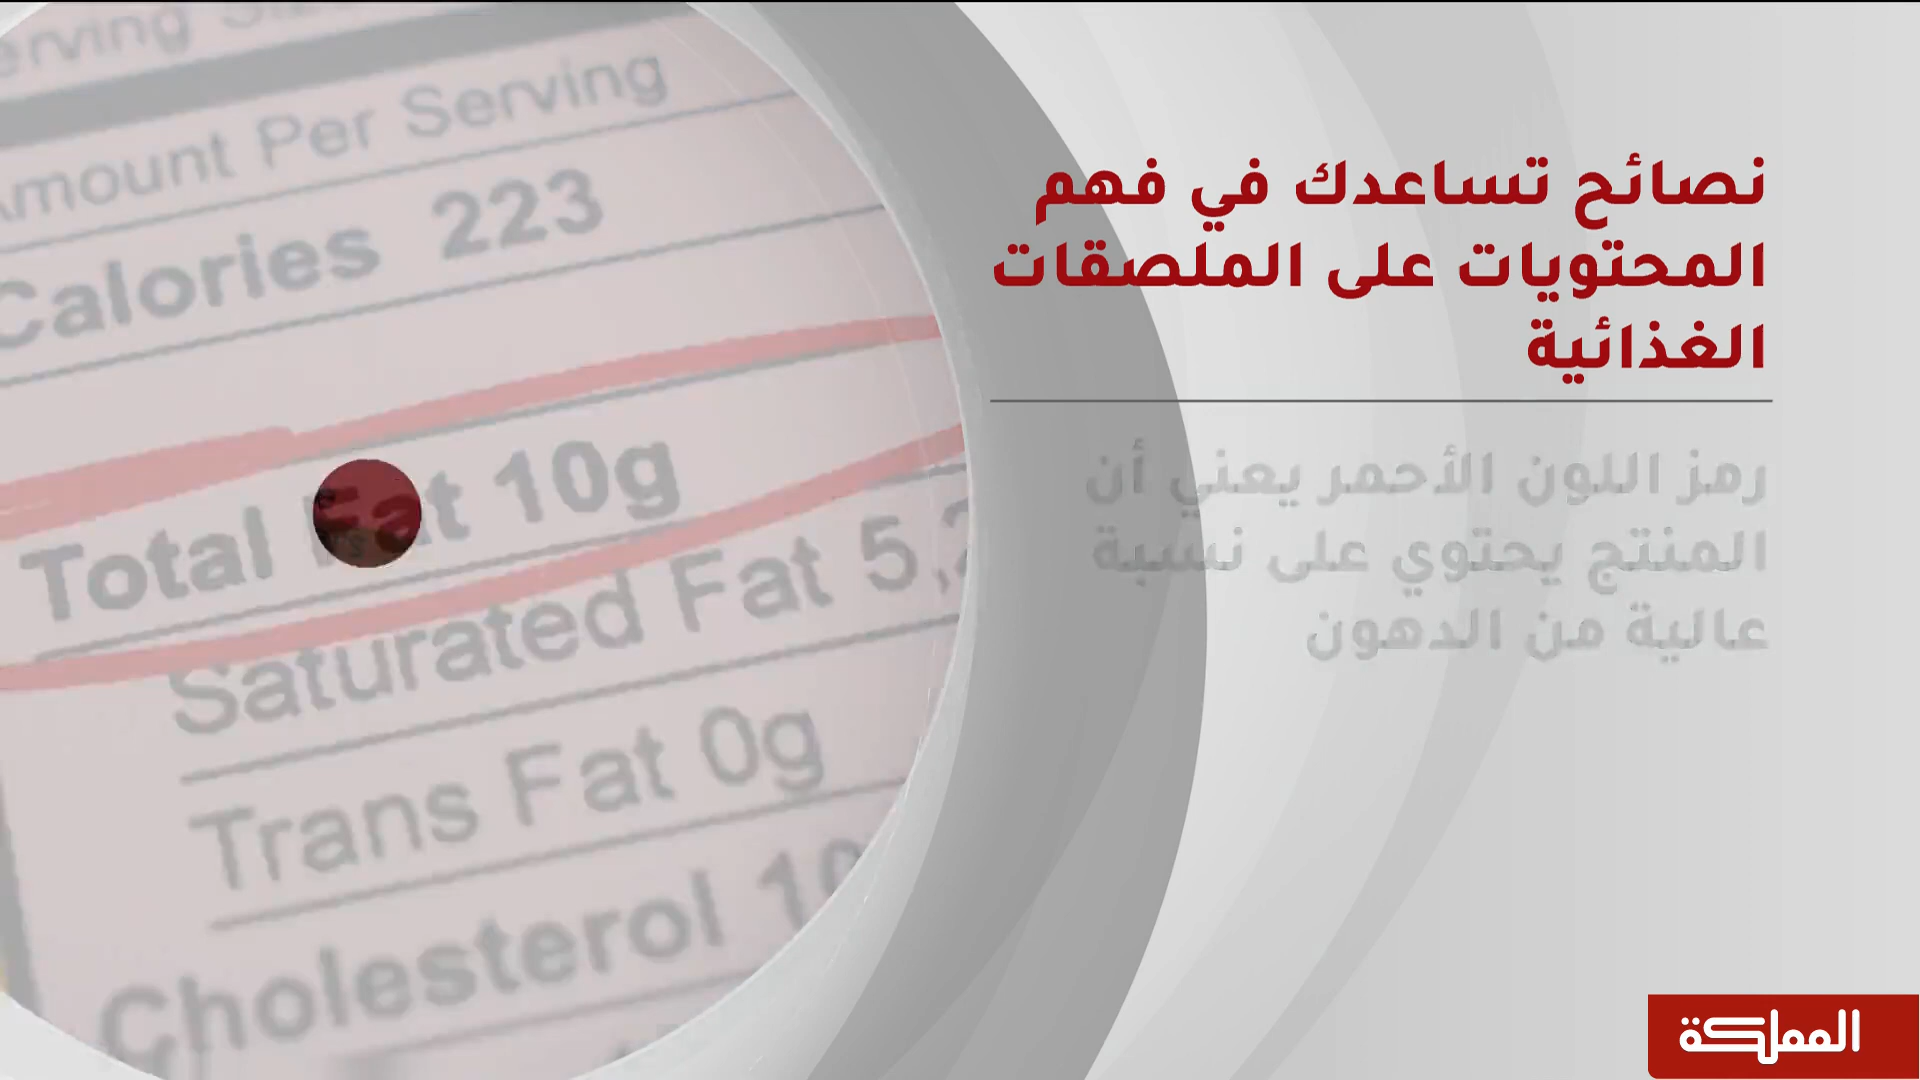 نصائح تساعدك في فهم
المحتويات على الملصقات
الغذائية
رمز اللون الأحمر يعني أن
المنتج يحتوي على نسبة
عالية من الدهون
Amount Per Serving
Calories 223
Total Fat 10g
Saturated Fat 5,2
Trans Fat 0g
Cholesterol
المملكة